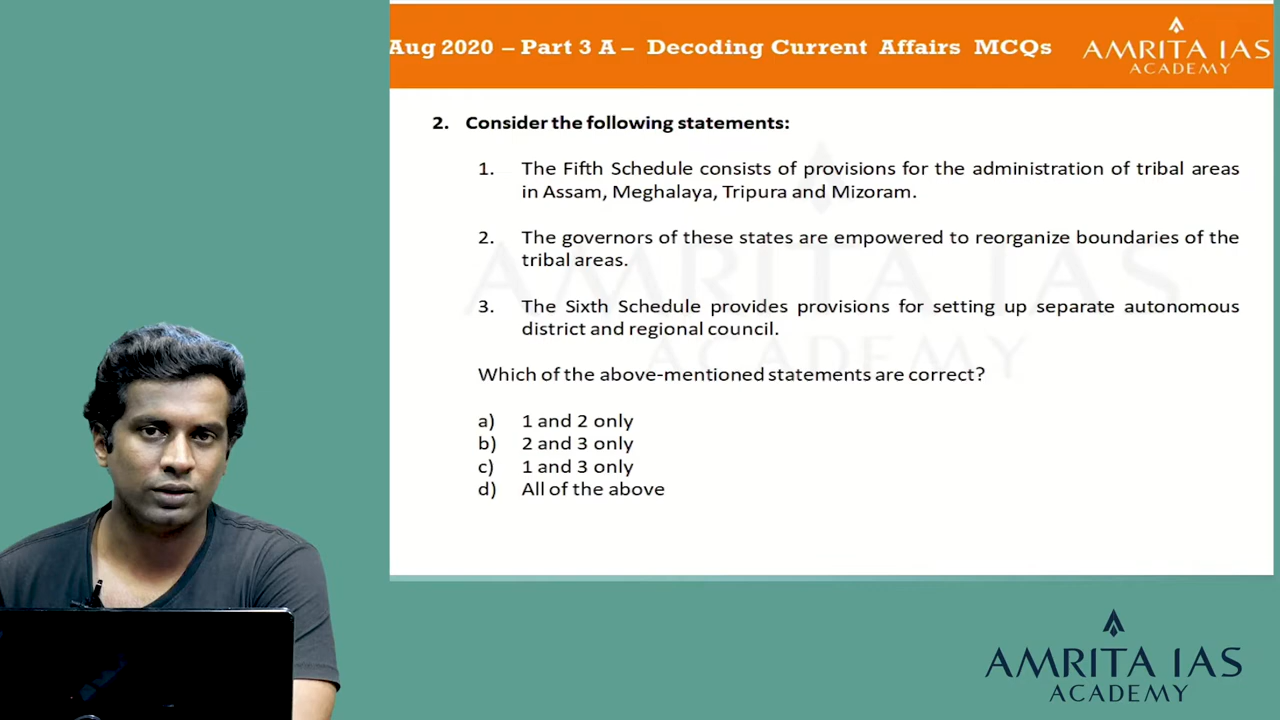 Aug 2020 – Part 3 A – Decoding Current Affairs MCQs
AMRITA IAS
ACADEMY
2. Consider the following statements:
1. The Fifth Schedule consists of provisions for the administration of tribal areas
in Assam, Meghalaya, Tripura and Mizoram.
2. The governors of these states are empowered to reorganize boundaries of the
tribal areas.
3. The Sixth Schedule provides provisions for setting up separate autonomous
district and regional council.
Which of the above-mentioned statements are correct?
a) 1 and 2 only
b) 2 and 3 only
c) 1 and 3 only
d) All of the above
AMRITA IAS
ACADEMY
AMRITA IAS
ACADEMY